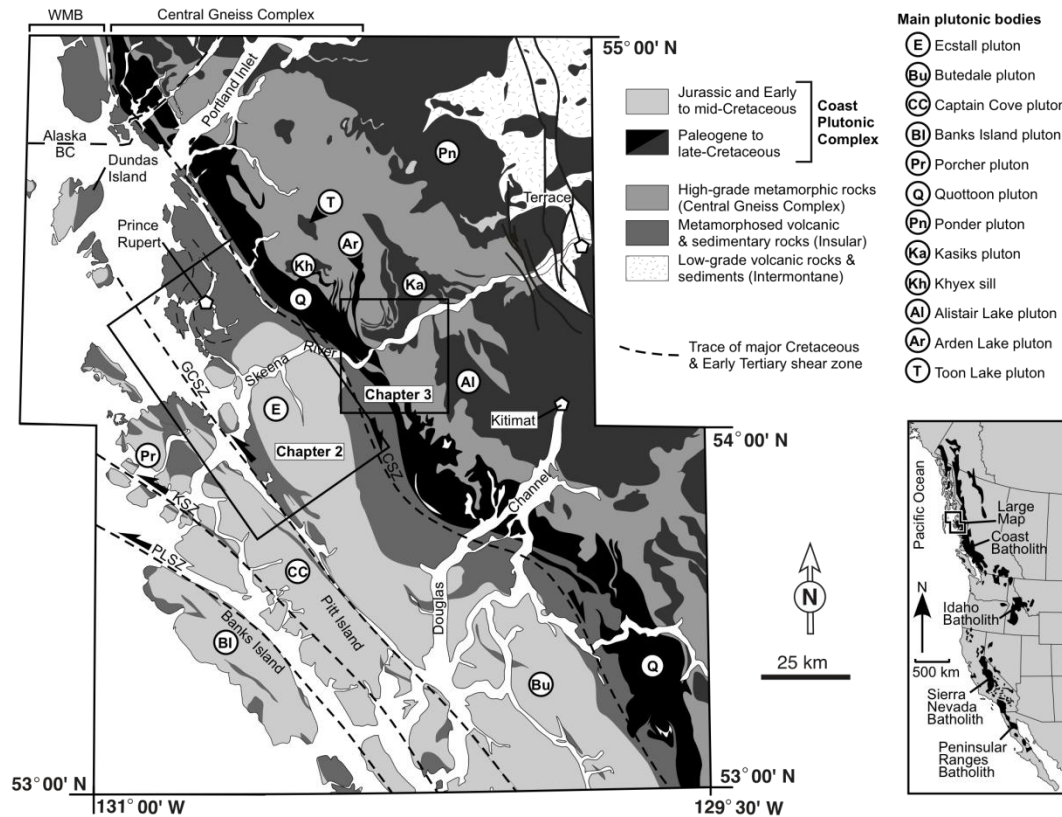 WMB
Central Gneiss Complex
55° 00' N
Portland Inlet
Alaska
BC
Dundas
Island
Prince
Rupert
Pn
Terrace
T
Ar
Kh
Ka
Q
Skeena
River
GCSZ
Chapter 3
Al
Kitimat
E
54° 00' N
Chapter 2
CSZ
Pr
KSZ
Channel
PLSZ
CC
Pitt Island
Douglas
Banks Island
BI
Q
Bu
N
25 km
53° 00' N
53° 00' N
131° 00' W
129° 30' W
Jurassic and Early
to mid-Cretaceous
Paleogene to
late-Cretaceous
Coast
Plutonic
Complex
High-grade metamorphic rocks
(Central Gneiss Complex)
Metamorphosed volcanic
& sedimentary rocks (Insular)
Low-grade volcanic rocks &
sediments (Intermontane)
Trace of major Cretaceous
& Early Tertiary shear zone
Main plutonic bodies
E Ecstall pluton
Bu Butedale pluton
CC Captain Cove pluton
BI Banks Island pluton
Pr Porcher pluton
Q Quottoon pluton
Pn Ponder pluton
Ka Kasiks pluton
Kh Khyex sill
Al Alistair Lake pluton
Ar Arden Lake pluton
T Toon Lake pluton
Pacific Ocean
Large
Map
Coast
Batholith
N
Idaho
Batholith
500 km
Sierra
Nevada
Batholith
Peninsular
Ranges
Batholith